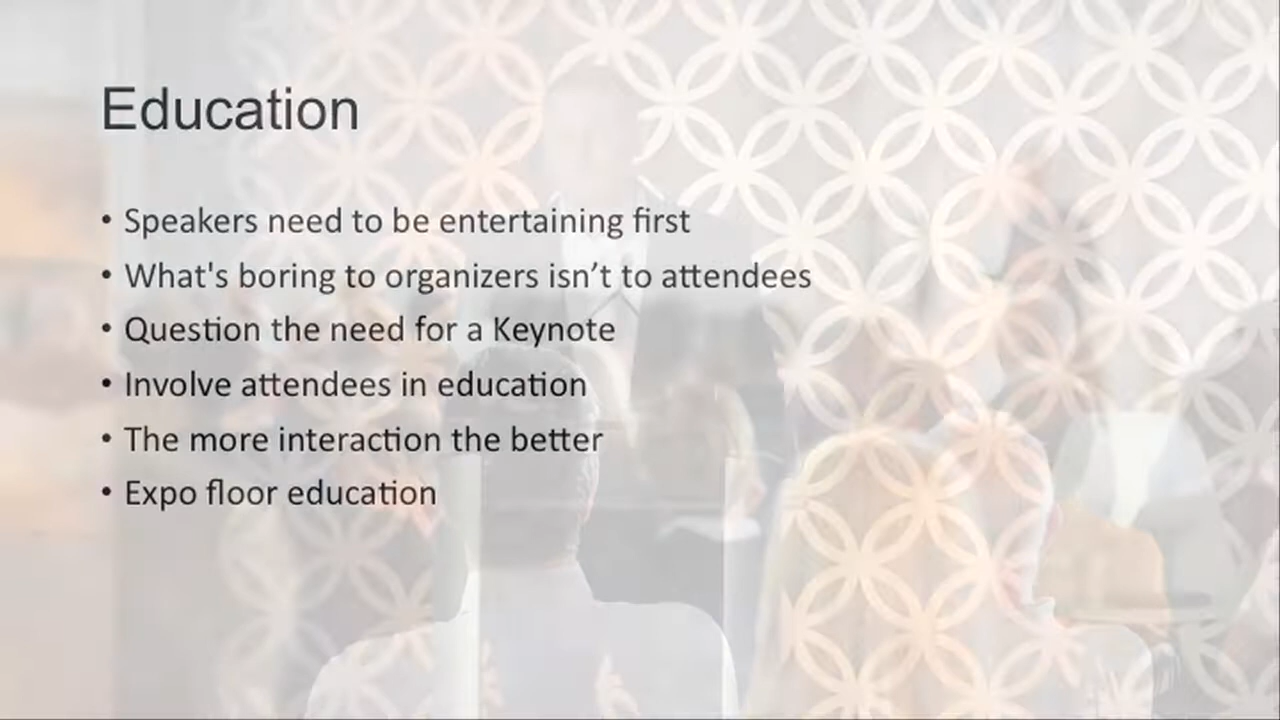 Education
• Speakers need to be entertaining first
• What's boring to organizers isn’t to attendees
• Question the need for a Keynote
• Involve attendees in education
• The more interaction the better
• Expo floor education